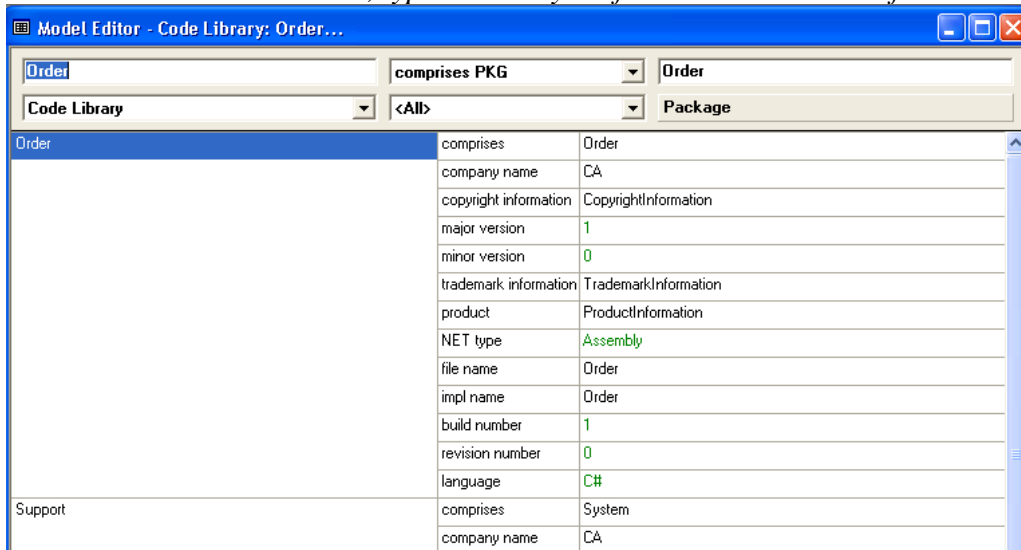 Model Editor - Code Library: Order...
Order comprises PKG Order
Code Library <All> Package
Order comprises Order
company name CA
copyright information CopyrightInformation
major version 1
minor version 0
trademark information TrademarkInformation
product ProductInformation
NET type Assembly
file name Order
impl name Order
build number 1
revision number 0
language C#
Support comprises System
company name CA